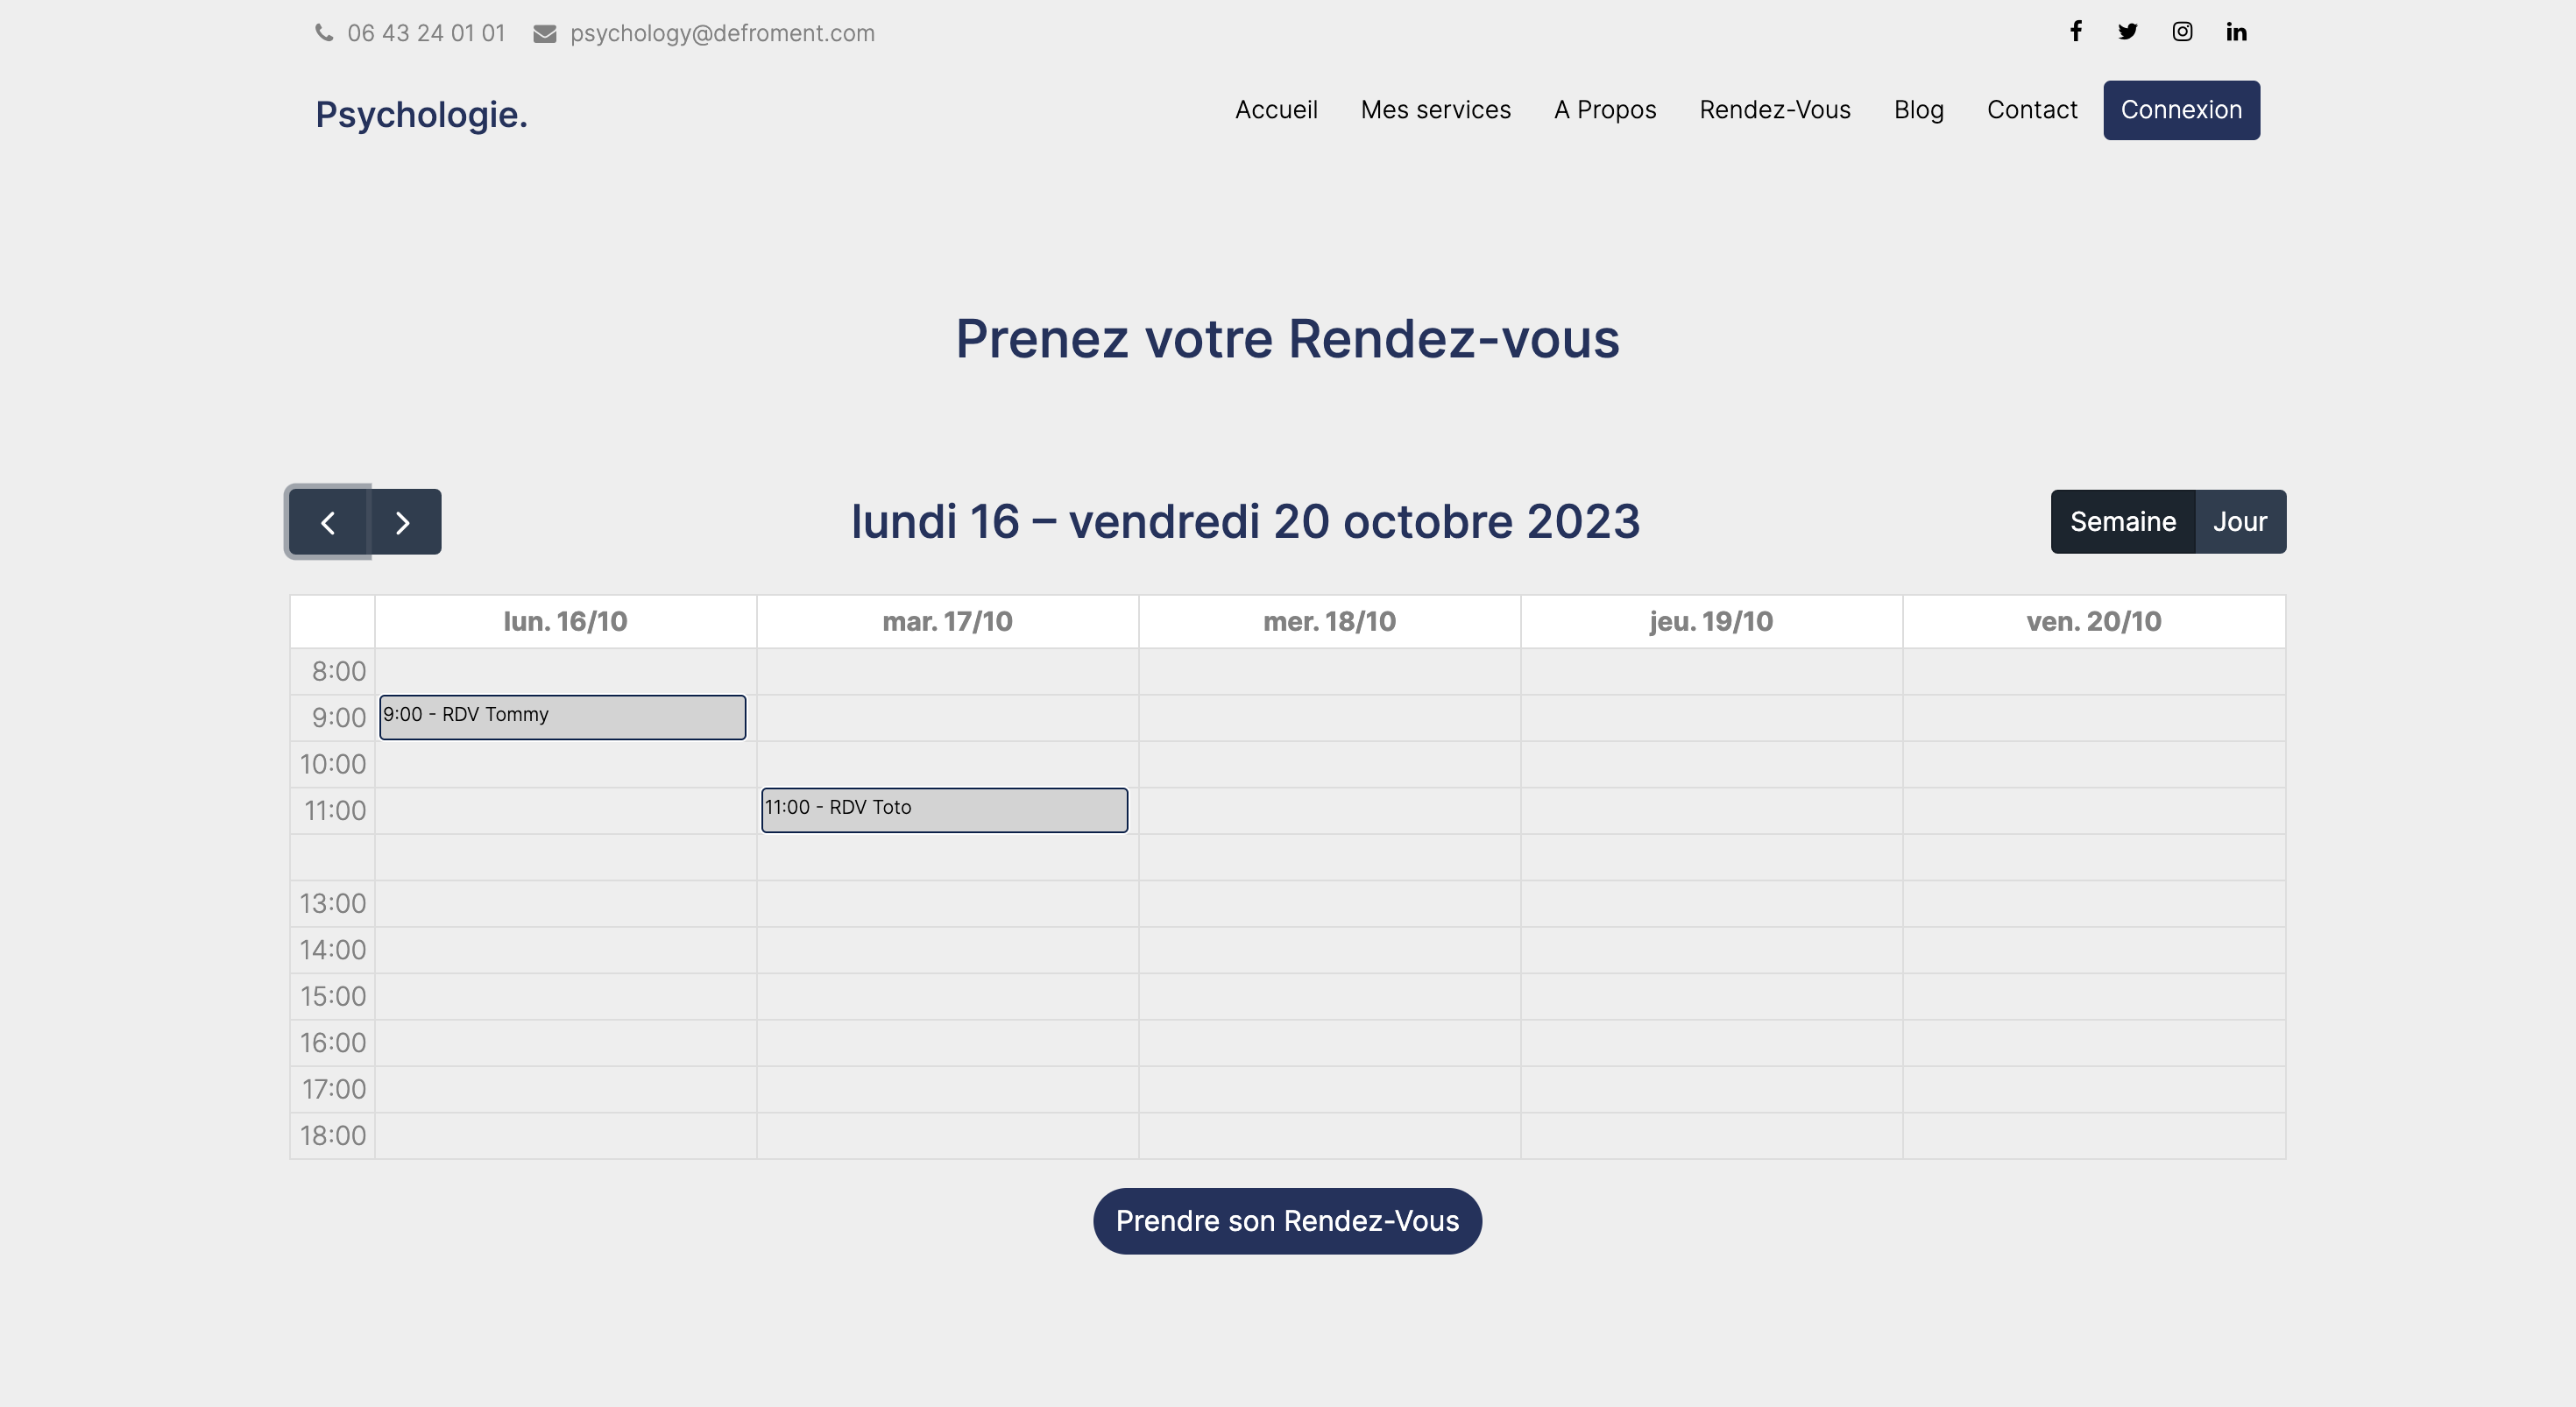 06 43 24 01 01 psychology@defroment.com
Psychologie. Accueil Mes services A Propos Rendez-Vous Blog Contact Connexion
Prenez votre Rendez-vous
lundi 16 – vendredi 20 octobre 2023 Semaine Jour
lun. 16/10 mar. 17/10 mer. 18/10 jeu. 19/10 ven. 20/10
8:00
9:00 9:00 - RDV Tommy
10:00
11:00 11:00 - RDV Toto
13:00
14:00
15:00
16:00
17:00
18:00
Prendre son Rendez-Vous